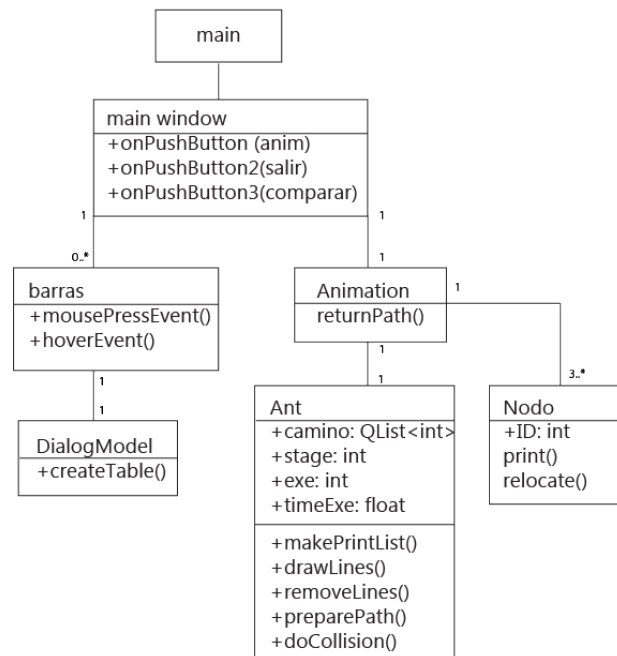 main
main window
+onPushButton (anim)
+onPushButton2(salir)
+onPushButton3(comparar)
1
1
0..*
1
barras
+mousePressEvent()
+hoverEvent()
Animation
returnPath()
1
1
1
1
1
3..*
DialogModel
+createTable()
Ant
+camino: QList<int>
+stage: int
+exe: int
+timeExe: float
+makePrintList()
+drawLines()
+removeLines()
+preparePath()
+doCollision()
Nodo
+ID: int
print()
relocate()